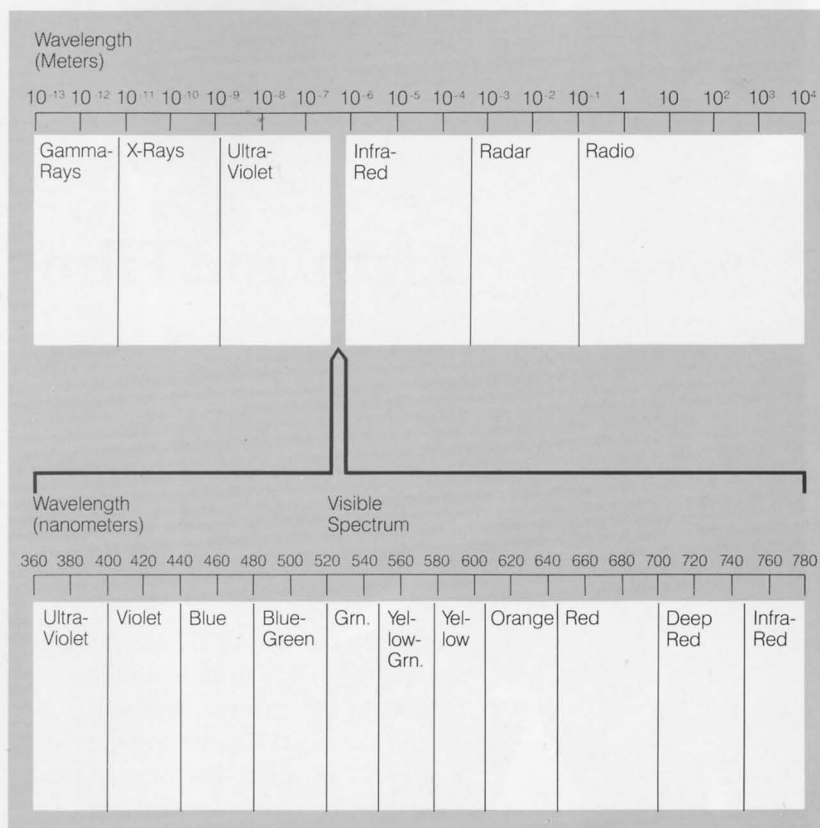 Wavelength
(Meters)
10⁻¹³ 10⁻¹² 10⁻¹¹ 10⁻¹⁰ 10⁻⁹ 10⁻⁸ 10⁻⁷ 10⁻⁶ 10⁻⁵ 10⁻⁴ 10⁻³ 10⁻² 10⁻¹ 1 10 10² 10³ 10⁴
Gamma- X-Rays Ultra- Infra- Radar Radio
Rays Violet Red
Wavelength Visible
(nanometers) Spectrum
360 380 400 420 440 460 480 500 520 540 560 580 600 620 640 660 680 700 720 740 760 780
Ultra- Violet Blue Blue- Grn. Yel- Yel- Orange Red Deep Infra-
Violet Green low- low Red Red
Grn.